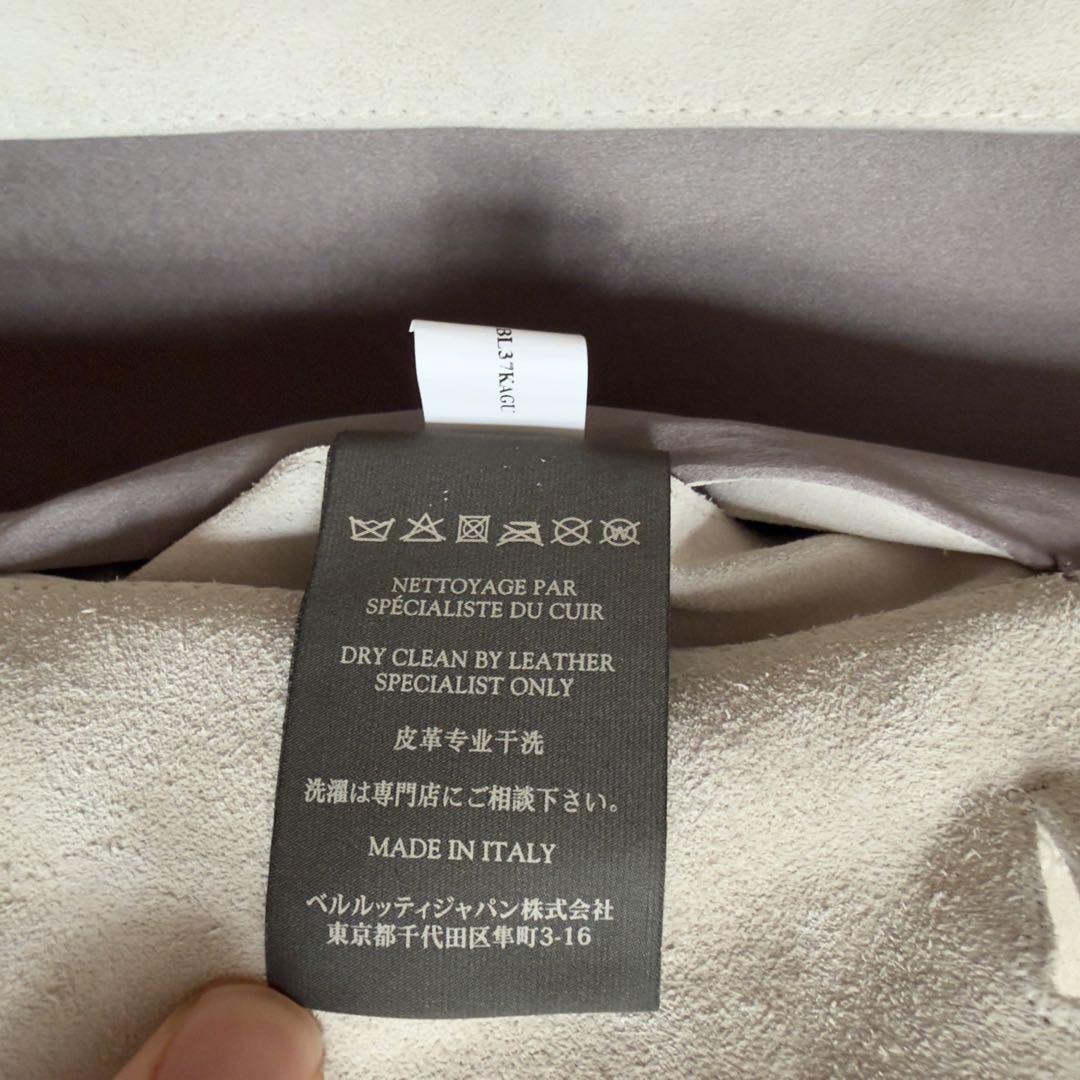 BL37KAGU
NETTOYAGE PAR
SPÉCIALISTE DU CUIR
DRY CLEAN BY LEATHER
SPECIALIST ONLY
皮革专业干洗
洗濯は専門店にご相談下さい。
MADE IN ITALY
ベルルッティジャパン株式会社
東京都千代田区隼町3-16